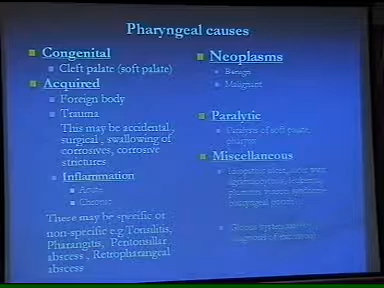 Pharyngeal causes
Congenital
Cleft palate (soft palate)
Acquired
Foreign body
Trauma
This may be accidental,
surgical , swallowing of
corrosives, corrosive
strictures
Inflammation
Acute
Chronic
These may be specific or
non-specific e.g Tonsilitis,
Pharangitis, Peritonsillar
abscess , Retropharangeal
abscess
Neoplasms
Benign
Malignant
Paralytic
Paralysis of soft palate,
pharynx
Miscellaneous